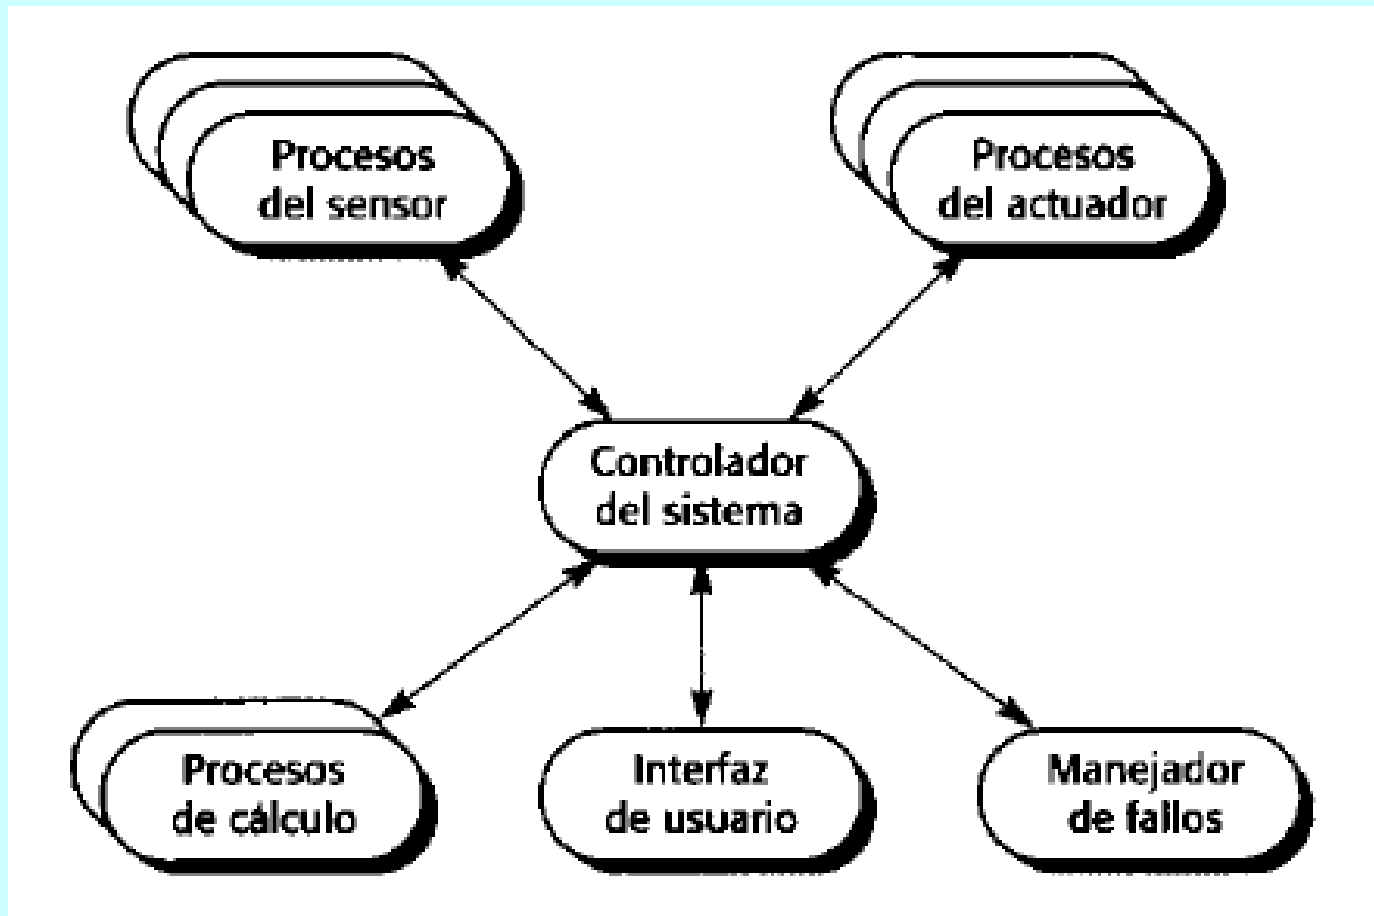 Procesos
del sensor
Procesos
del actuador
Controlador
del sistema
Procesos
de cálculo
Interfaz
de usuario
Manejador
de fallos